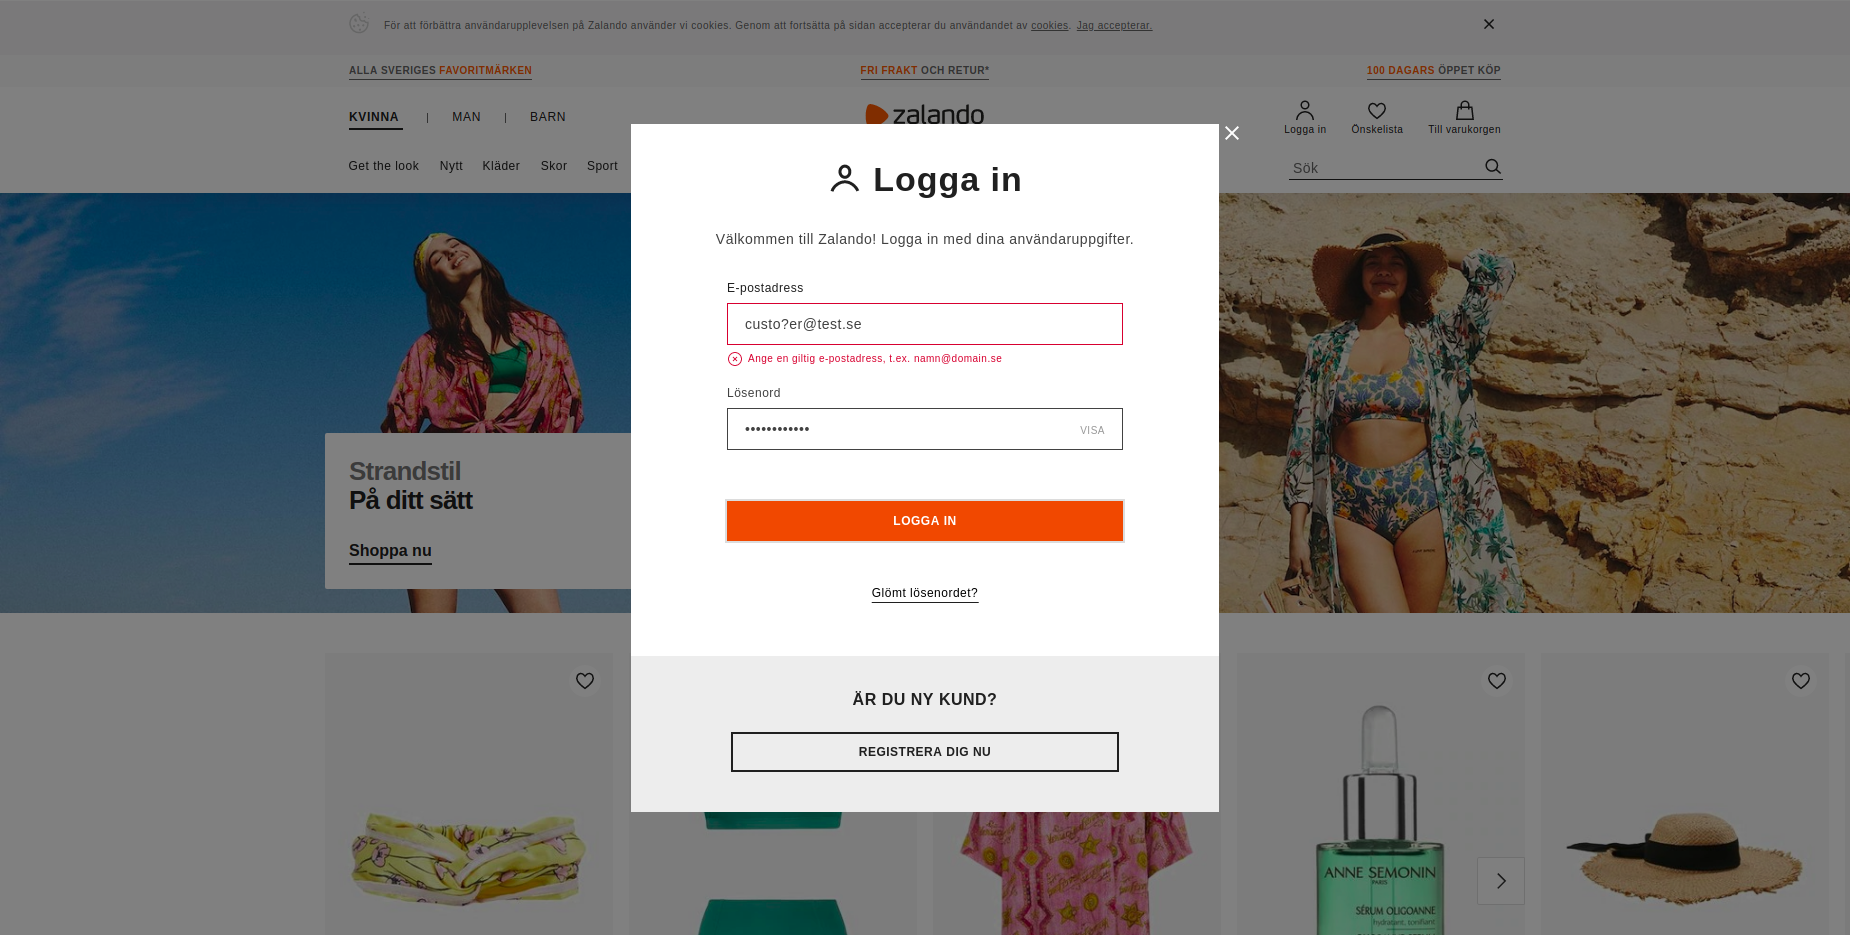 För att förbättra användarupplevelsen på Zalando använder vi cookies. Genom att fortsätta på sidan accepterar du användandet av cookies. Jag accepterar.
ALLA SVERIGES FAVORITMÄRKEN
FRI FRAKT OCH RETUR*
100 DAGARS ÖPPET KÖP
KVINNA | MAN | BARN
zalando
Logga in
Önskelista
Till varukorgen
Get the look Nytt Kläder Skor Sport
Sök
Logga in
Välkommen till Zalando! Logga in med dina användaruppgifter.
E-postadress
custo?er@test.se
Ange en giltig e-postadress, t.ex. namn@domain.se
Lösenord
••••••••••••
VISA
LOGGA IN
Glömt lösenordet?
ÄR DU NY KUND?
REGISTRERA DIG NU
Strandstil
På ditt sätt
Shoppa nu
ANNE SEMONIN
PARIS
SÉRUM OLIGOANNE
hydratant, tonifiant